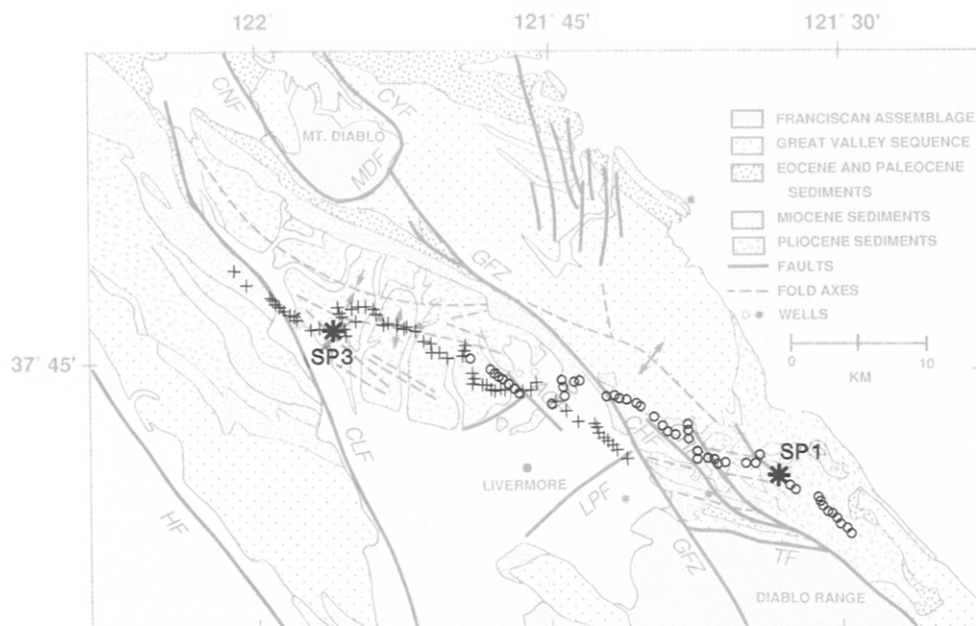 122° 121° 45' 121° 30'
CNF
CYF
MT. DIABLO
MDF
FRANCISCAN ASSEMBLAGE
GREAT VALLEY SEQUENCE
EOCENE AND PALEOCENE
SEDIMENTS
MIOCENE SEDIMENTS
PLIOCENE SEDIMENTS
FAULTS
FOLD AXES
WELLS
0 10
KM
GFZ
37° 45'
SP3
SP1
CLF
HF
LIVERMORE
LPF
GFZ
TF
DIABLO RANGE